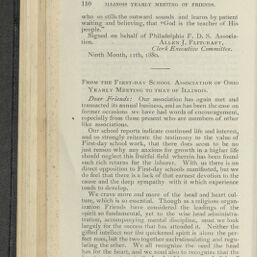 130 ILLINOIS YEARLY MEETING OF FRIENDS.
who so stills the outward sounds and learns by patient
waiting and believing, that "God is the teacher of His
people."
Signed on behalf of Philadelphia F. D. S. Associa-
tion. ALLEN J. FLITCRAFT,
Clerk Executive Committee.
Ninth Month, 11th, 1880.
FROM THE FIRST-DAY SCHOOL ASSOCIATION OF OHIO
YEARLY MEETING TO THAT OF ILLINOIS.
Dear Friends: Our association has again met and
transacted its annual business, and as has been the case on
former occasions we have had words of encouragement,
especially from those present who are members of other
like associations.
Our school reports indicate continued life and interest,
and so strongly reiterate the testimony to the value of
First-day school work, that there does seem to be no
just reason why any anxious for growth in a higher life
should neglect this fruitful field wherein has been found
such rich returns for the laborer. With us there is no
direct opposition to First-day schools manifested, but we
do feel that there is a lack of that earnest devotion to the
cause and the deep sympathy with it which experience
tends to develop.
We crave more and more of the head and heart cul-
ture, which is so essential. Though as a religious organ-
ization Friends have considered the leadings of the
spirit as fundamental, yet to the wise head administra-
tion, accompanying mental discipline, must we look
largely for the success that has attended it. Neither the
gifted intellect nor the quickened spirit is alone the per-
fect man, but the two together each stimulating and regu-
lating the other. We all recognize the need the head
has for the heart, and we need also to recognize that the